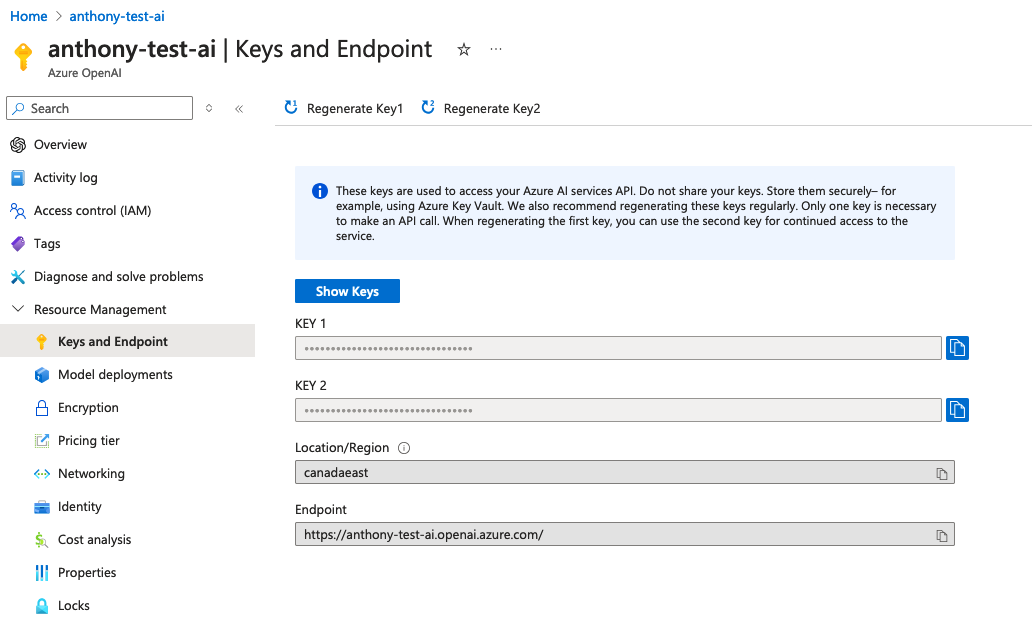 Home > anthony-test-ai
anthony-test-ai | Keys and Endpoint
Azure OpenAI
Search
Overview
Activity log
Access control (IAM)
Tags
Diagnose and solve problems
Resource Management
Keys and Endpoint
Model deployments
Encryption
Pricing tier
Networking
Identity
Cost analysis
Properties
Locks
Regenerate Key1
Regenerate Key2
These keys are used to access your Azure AI services API. Do not share your keys. Store them securely– for
example, using Azure Key Vault. We also recommend regenerating these keys regularly. Only one key is necessary
to make an API call. When regenerating the first key, you can use the second key for continued access to the
service.
Show Keys
KEY 1
••••••••••••••••••••••••••••••••
KEY 2
••••••••••••••••••••••••••••••••
Location/Region
canadaeast
Endpoint
https://anthony-test-ai.openai.azure.com/